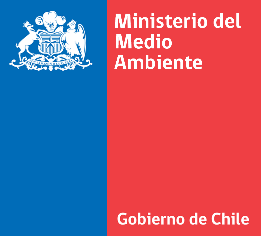 Ministerio del
Medio
Ambiente
Gobierno de Chile